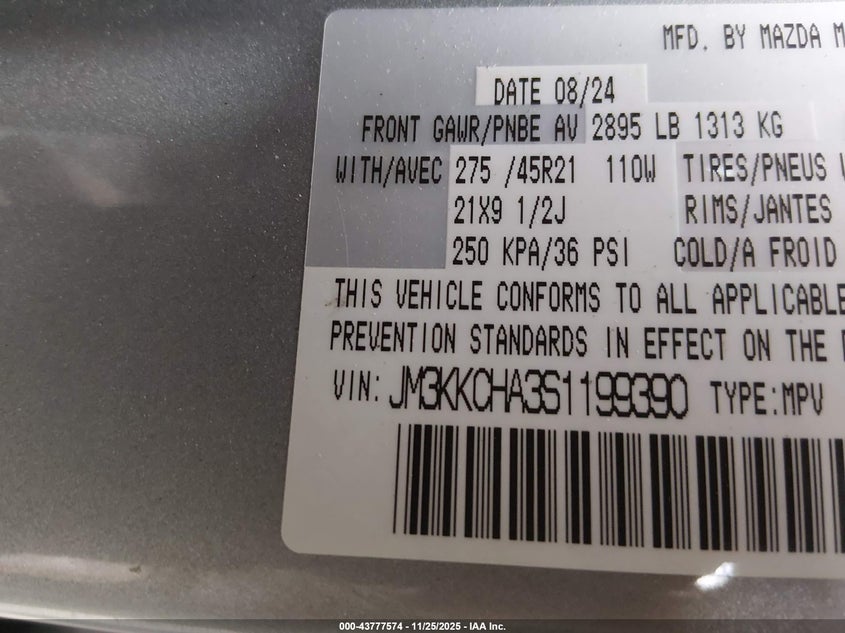 MFD. BY MAZDA M
DATE 08/24
FRONT GAWR/PNBE AV 2895 LB 1313 KG
WITH/AVEC 275 /45R21 110W TIRES/PNEUS
21X9 1/2J RIMS/JANTES
250 KPA/36 PSI COLD/A FROID
THIS VEHICLE CONFORMS TO ALL APPLICABLE
PREVENTION STANDARDS IN EFFECT ON THE
VIN: JM3KKCHA3S1199390 TYPE:MPV
000-43777574 - 11/25/2025 - IAA Inc.